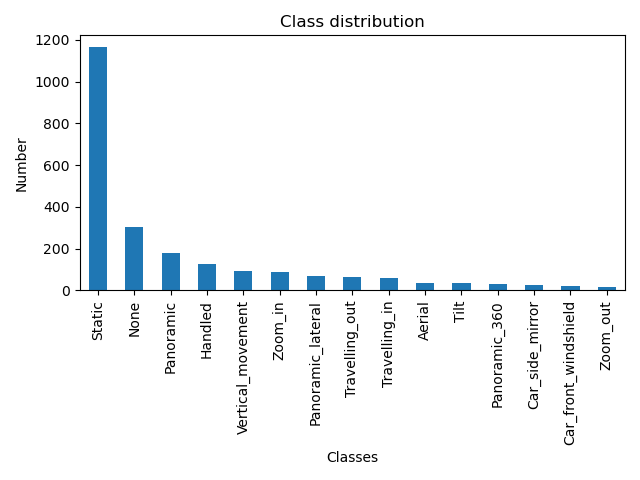 Class distribution
1200
1000
800
600
400
200
0
Number
Static
None
Panoramic
Handled
Vertical_movement
Zoom_in
Panoramic_lateral
Travelling_out
Travelling_in
Aerial
Tilt
Panoramic_360
Car_side_mirror
Car_front_windshield
Zoom_out
Classes